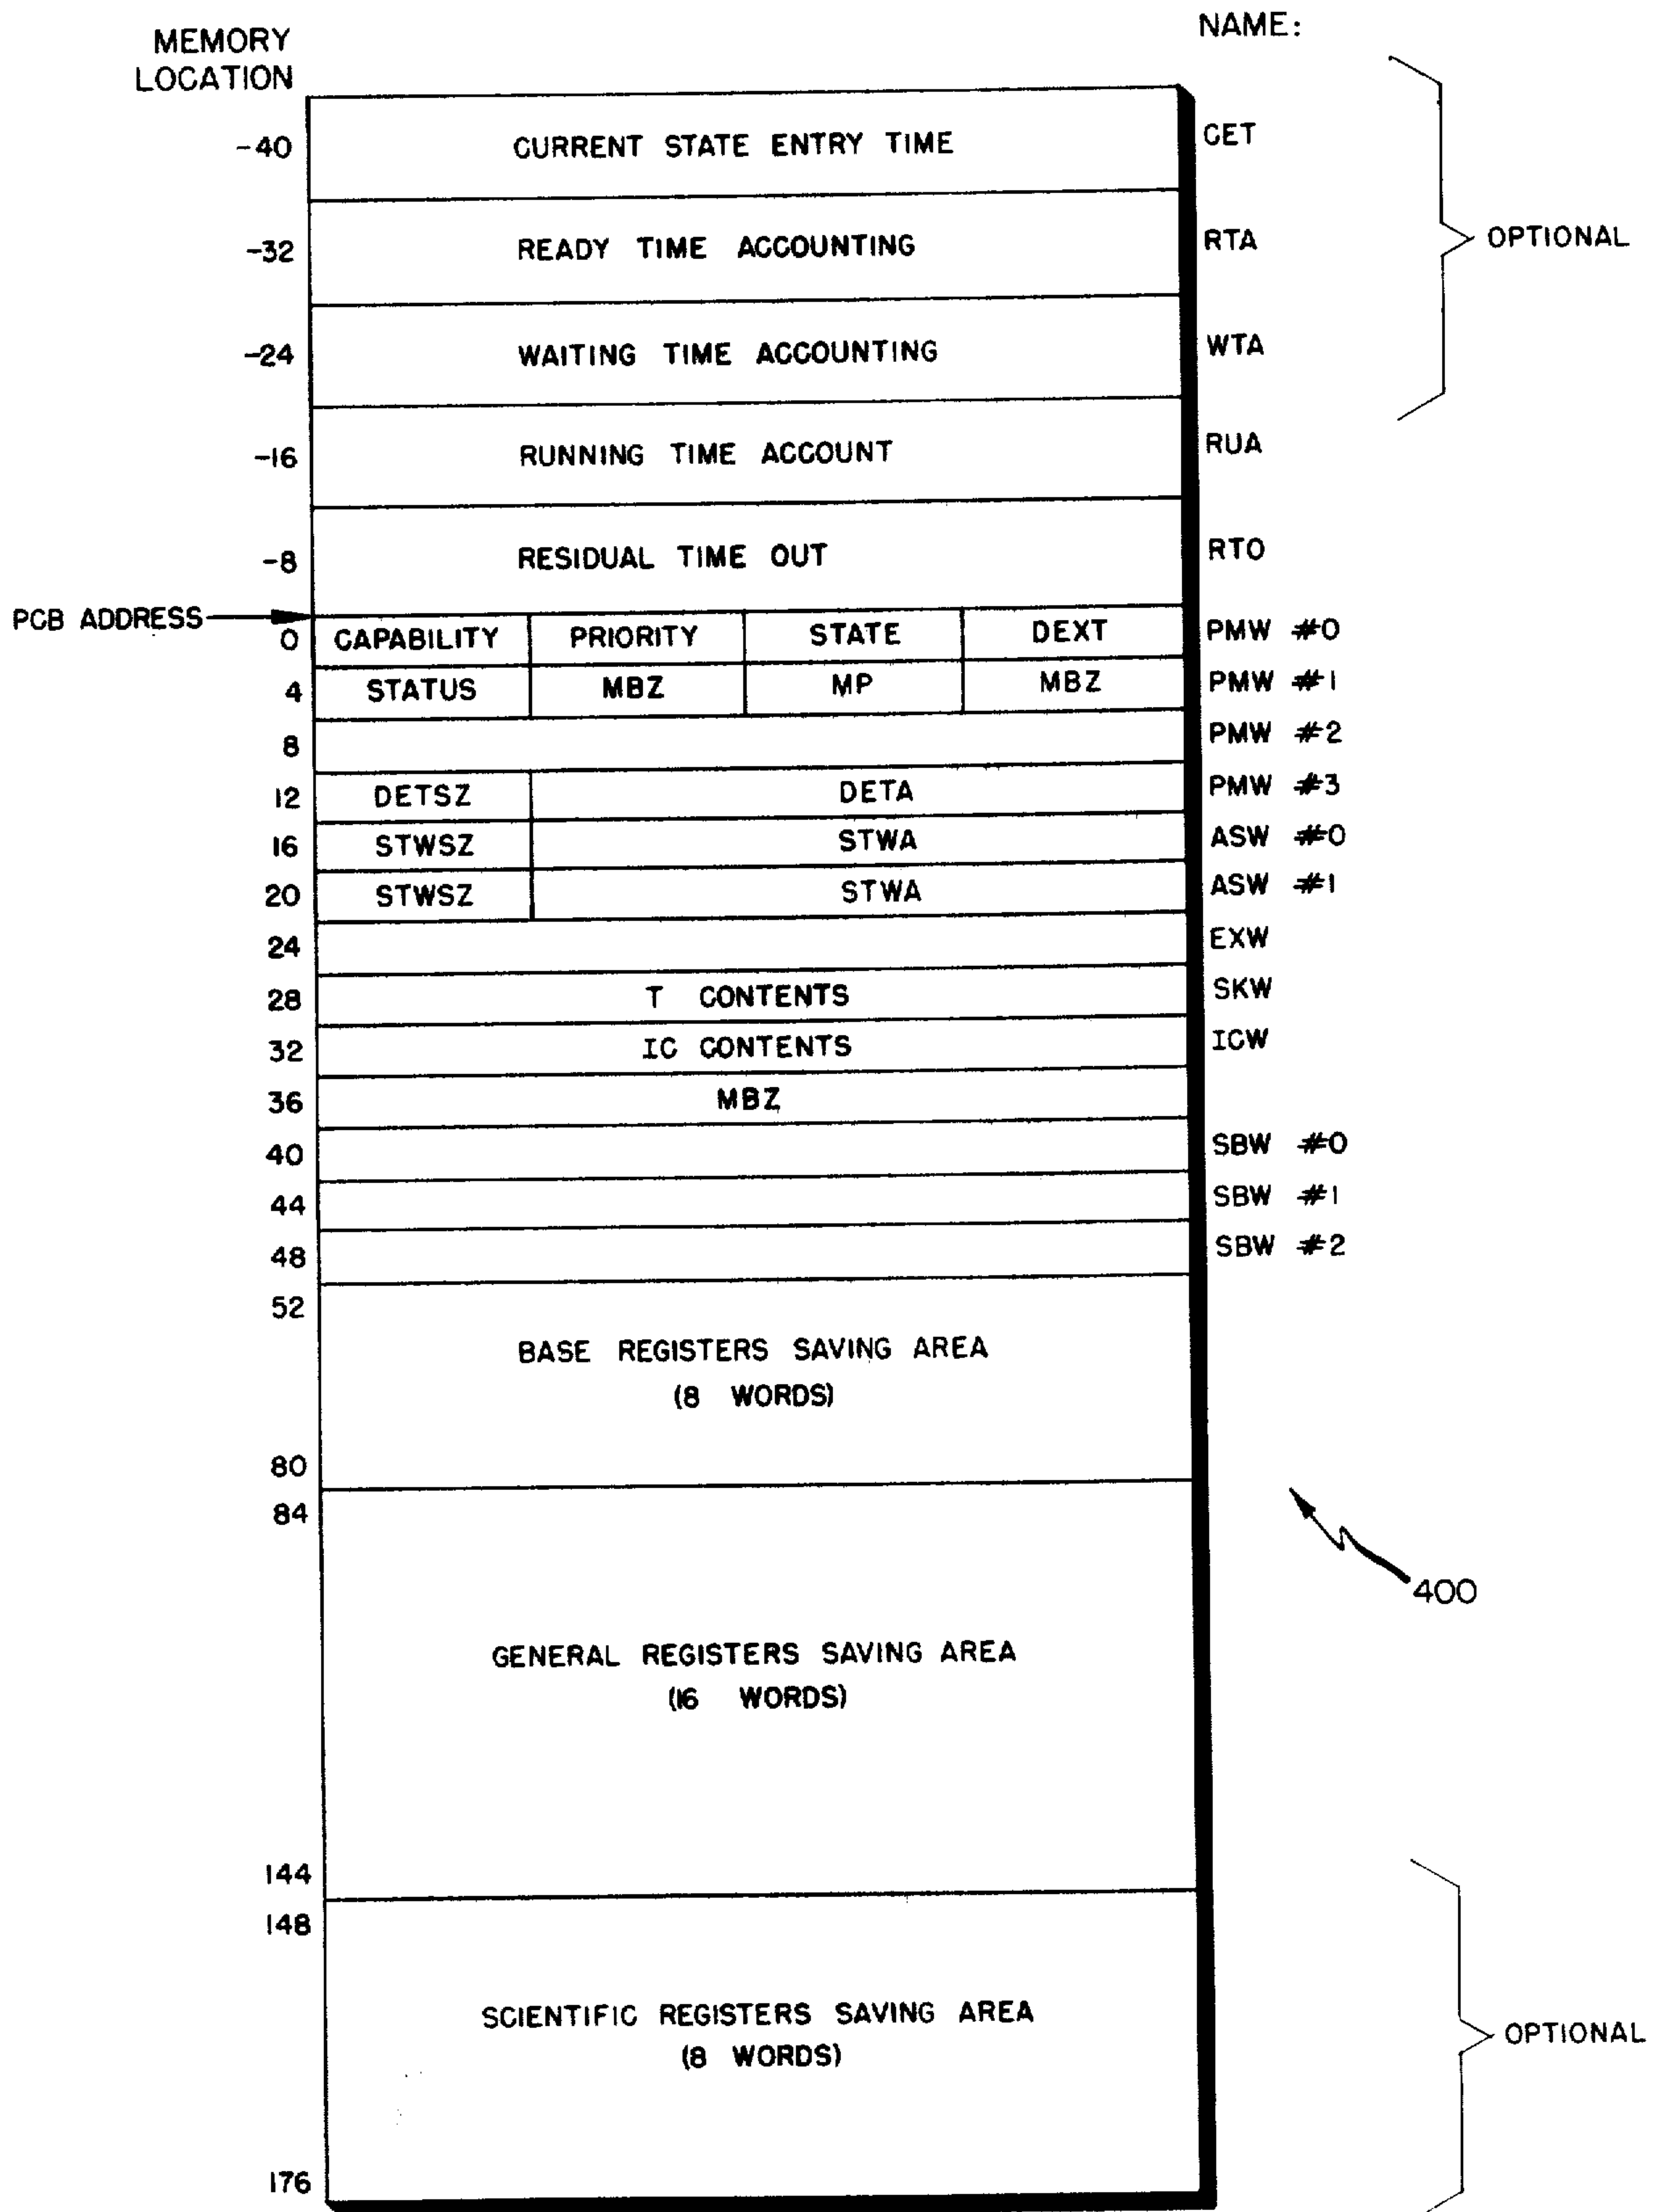 NAME:
MEMORY
LOCATION
-40 CURRENT STATE ENTRY TIME CET
-32 READY TIME ACCOUNTING RTA OPTIONAL
-24 WAITING TIME ACCOUNTING WTA
-16 RUNNING TIME ACCOUNT RUA
-8 RESIDUAL TIME OUT RTO
PCB ADDRESS
0 CAPABILITY PRIORITY STATE DEXT PMW #0
4 STATUS MBZ MP MBZ PMW #1
8 PMW #2
12 DETSZ DETA PMW #3
16 STWSZ STWA ASW #0
20 STWSZ STWA ASW #1
24 EXW
28 T CONTENTS SKW
32 IC CONTENTS ICW
36 MBZ
40 SBW #0
44 SBW #1
48 SBW #2
52
BASE REGISTERS SAVING AREA
(8 WORDS)
80
84
400
GENERAL REGISTERS SAVING AREA
(16 WORDS)
144
148
SCIENTIFIC REGISTERS SAVING AREA OPTIONAL
(8 WORDS)
176